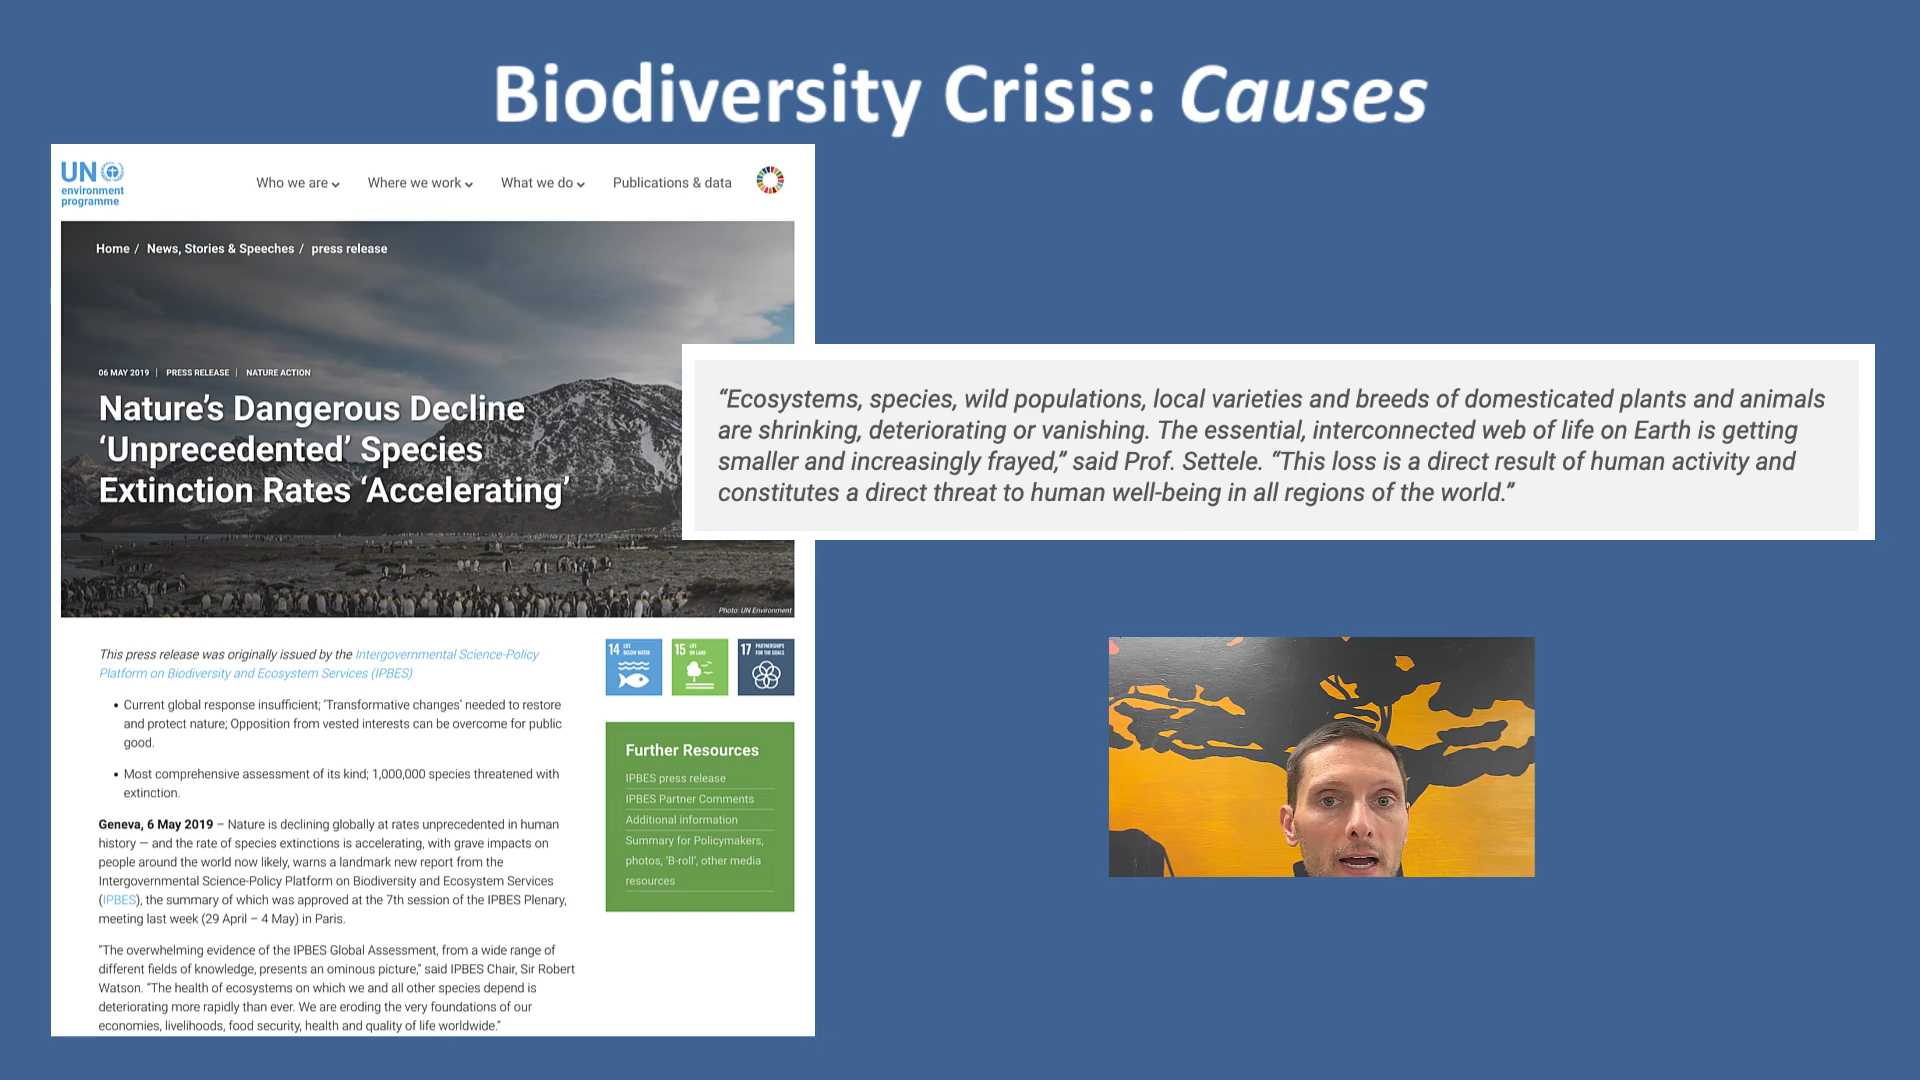 Biodiversity Crisis: Causes
UN
environment
programme
Who we are
Where we work
What we do
Publications & data
Home / News, Stories & Speeches / press release
06 MAY 2019 | PRESS RELEASE | NATURE ACTION
Nature’s Dangerous Decline
‘Unprecedented’ Species
Extinction Rates ‘Accelerating’
Photo: UN Environment
“Ecosystems, species, wild populations, local varieties and breeds of domesticated plants and animals
are shrinking, deteriorating or vanishing. The essential, interconnected web of life on Earth is getting
smaller and increasingly frayed,” said Prof. Settele. “This loss is a direct result of human activity and
constitutes a direct threat to human well-being in all regions of the world.”
This press release was originally issued by the Intergovernmental Science-Policy
Platform on Biodiversity and Ecosystem Services (IPBES)
• Current global response insufficient; ‘Transformative changes’ needed to restore
and protect nature; Opposition from vested interests can be overcome for public
good.
• Most comprehensive assessment of its kind; 1,000,000 species threatened with
extinction.
Geneva, 6 May 2019 – Nature is declining globally at rates unprecedented in human
history — and the rate of species extinctions is accelerating, with grave impacts on
people around the world now likely, warns a landmark new report from the
Intergovernmental Science-Policy Platform on Biodiversity and Ecosystem Services
(IPBES), the summary of which was approved at the 7th session of the IPBES Plenary,
meeting last week (29 April – 4 May) in Paris.
“The overwhelming evidence of the IPBES Global Assessment, from a wide range of
different fields of knowledge, presents an ominous picture,” said IPBES Chair, Sir Robert
Watson. “The health of ecosystems on which we and all other species depend is
deteriorating more rapidly than ever. We are eroding the very foundations of our
economies, livelihoods, food security, health and quality of life worldwide.”
14 LIFE
BELOW WATER
15 LIFE
ON LAND
17 PARTNERSHIPS
FOR THE GOALS
Further Resources
IPBES press release
IPBES Partner Comments
Additional information
Summary for Policymakers,
photos, ‘B-roll’, other media
resources